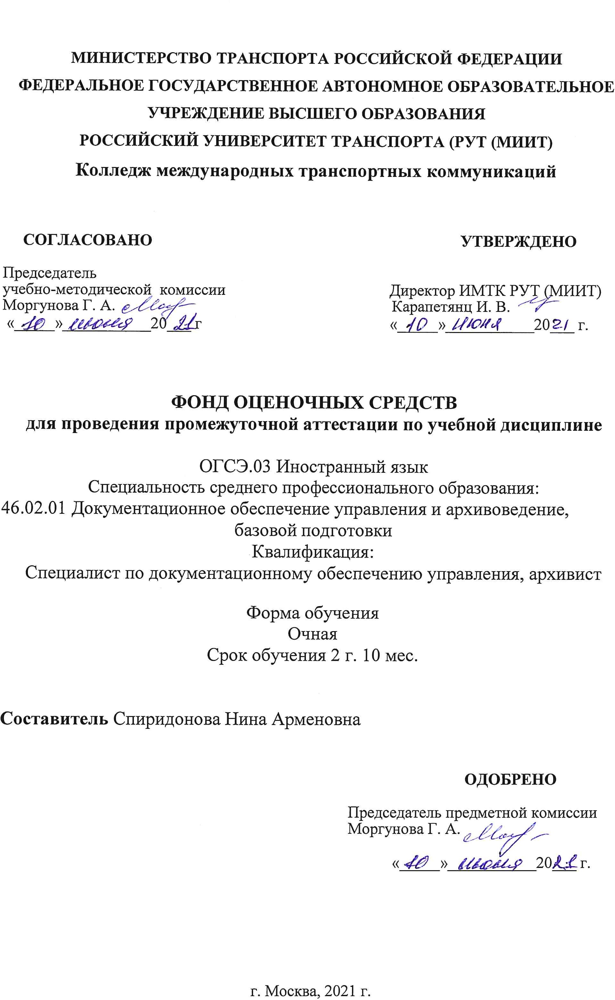 МИНИСТЕРСТВО ТРАНСПОРТА РОССИЙСКОЙ ФЕДЕРАЦИИ
ФЕДЕРАЛЬНОЕ ГОСУДАРСТВЕННОЕ АВТОНОМНОЕ ОБРАЗОВАТЕЛЬНОЕ
УЧРЕЖДЕНИЕ ВЫСШЕГО ОБРАЗОВАНИЯ
РОССИЙСКИЙ УНИВЕРСИТЕТ ТРАНСПОРТА (РУТ (МИИТ)
Колледж международных транспортных коммуникаций
СОГЛАСОВАНО
Председатель
учебно-методической комиссии
Моргунова Г. А.
«10» июня 2021г
УТВЕРЖДЕНО
Директор ИМТК РУТ (МИИТ)
Карапетянц И. В.
«10» июня 2021 г.
ФОНД ОЦЕНОЧНЫХ СРЕДСТВ
для проведения промежуточной аттестации по учебной дисциплине
ОГСЭ.03 Иностранный язык
Специальность среднего профессионального образования:
46.02.01 Документационное обеспечение управления и архивоведение,
базовой подготовки
Квалификация:
Специалист по документационному обеспечению управления, архивист
Форма обучения
Очная
Срок обучения 2 г. 10 мес.
Составитель Спиридонова Нина Арменовна
ОДОБРЕНО
Председатель предметной комиссии
Моргунова Г. А.
«10» июня 2021 г.
г. Москва, 2021 г.